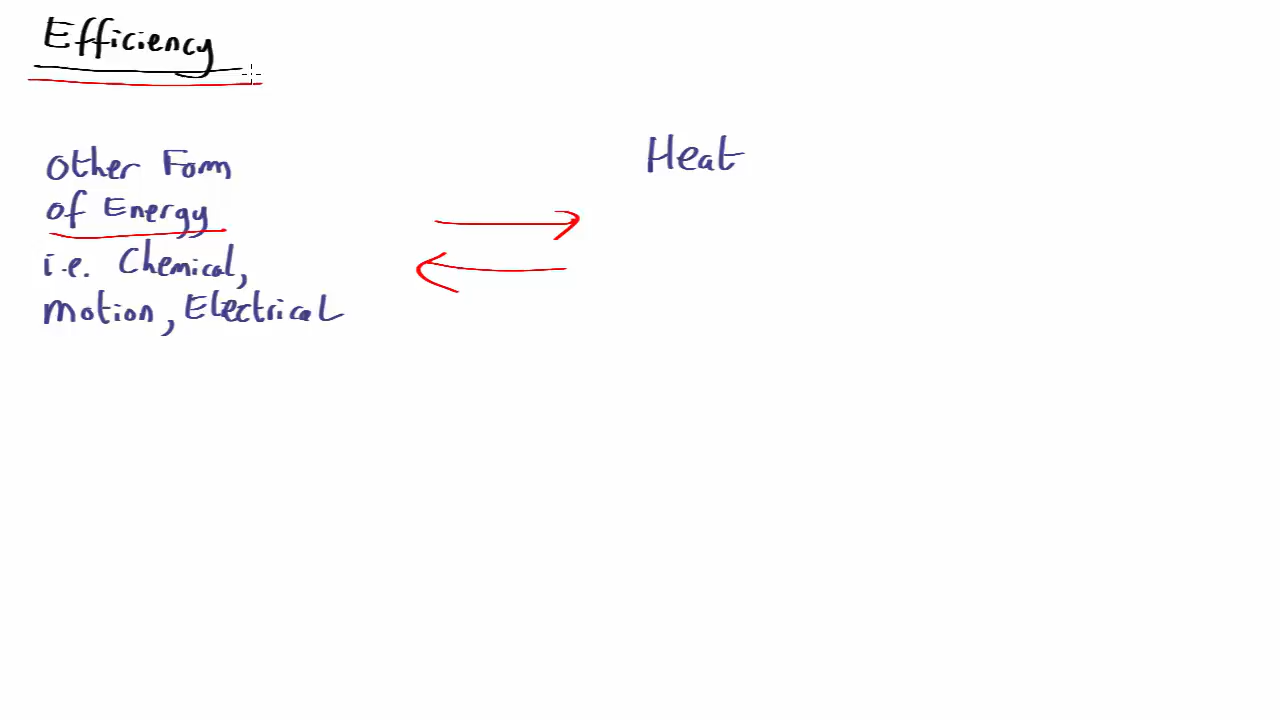 Efficiency
Other Form
of Energy
i.e. Chemical,
motion, Electrical
Heat